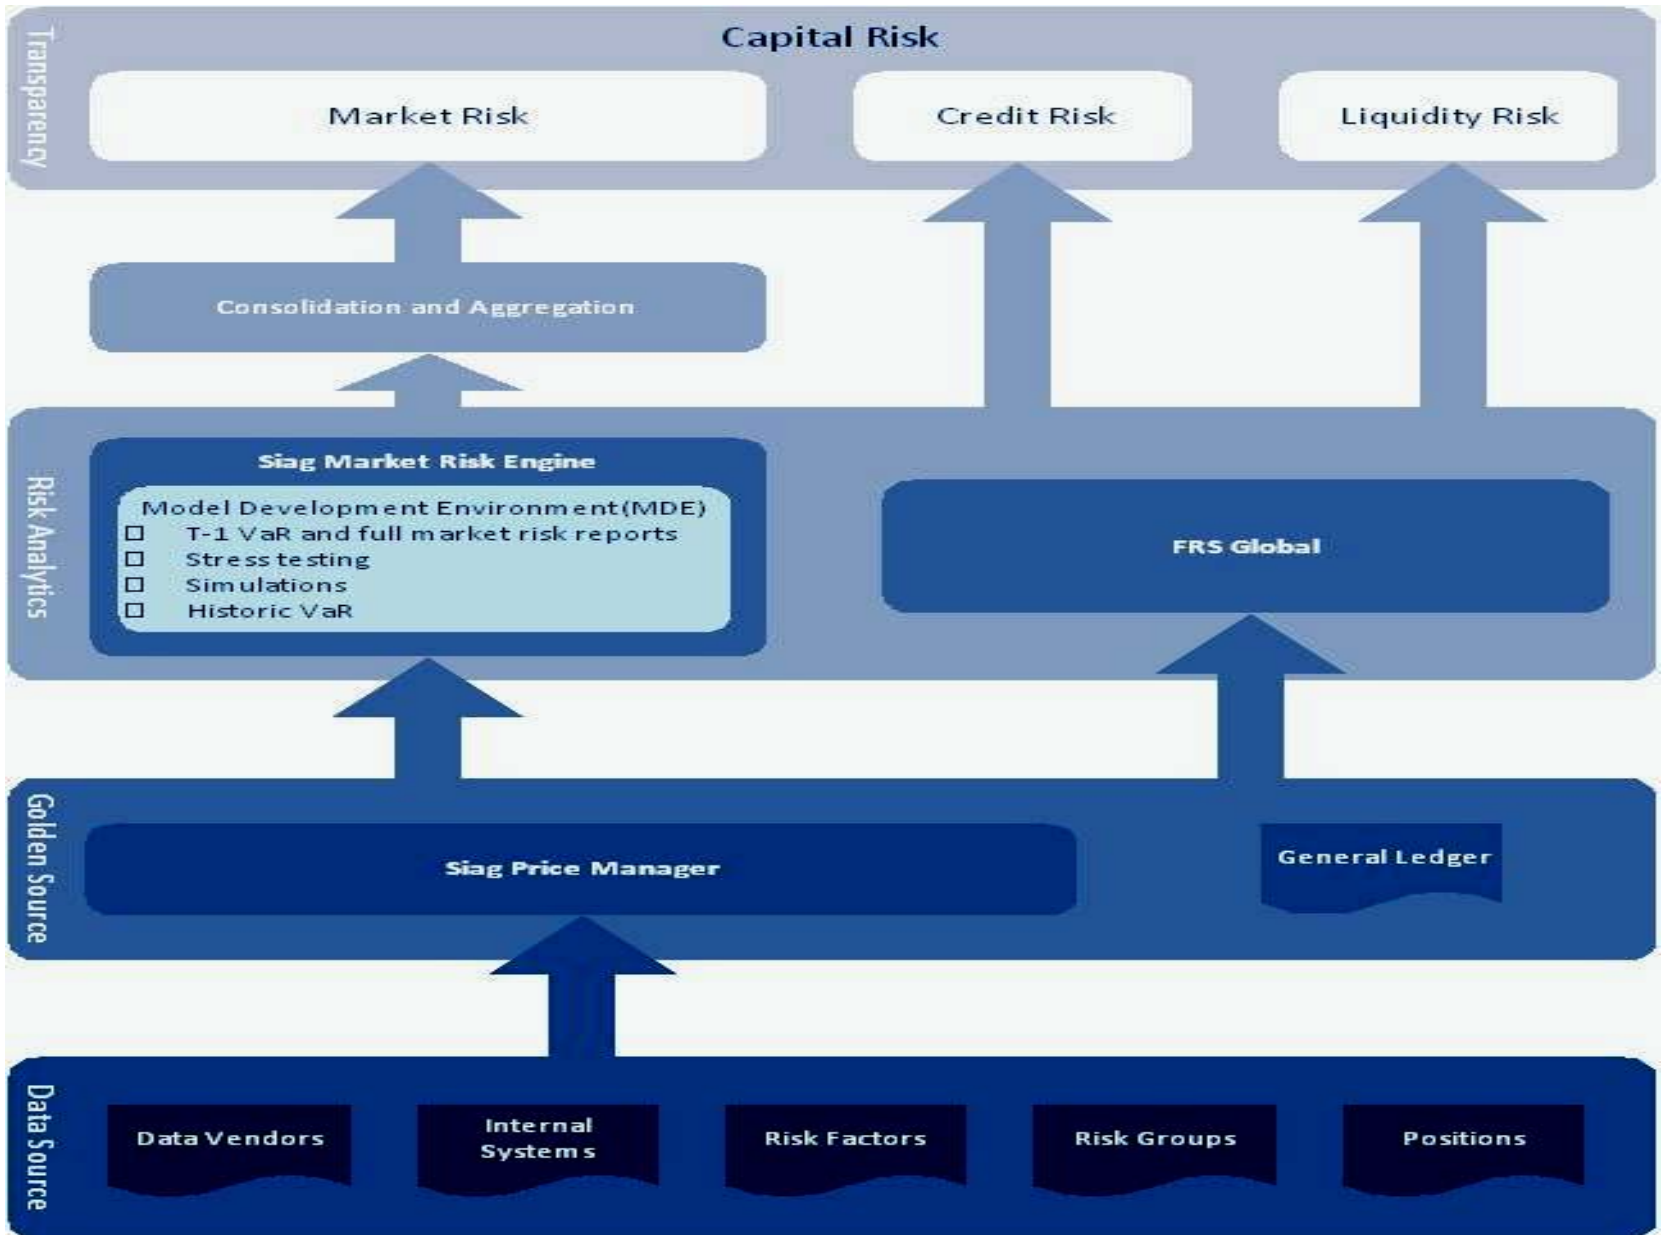 Transparency
Capital Risk
Market Risk
Credit Risk
Liquidity Risk
Consolidation and Aggregation
Risk Analytics
Siag Market Risk Engine
Model Development Environment(MDE)
☐ T-1 VaR and full market risk reports
☐ Stress testing
☐ Simulations
☐ Historic VaR
FRS Global
Golden Source
Siag Price Manager
General Ledger
Data Source
Data Vendors
Internal
Systems
Risk Factors
Risk Groups
Positions